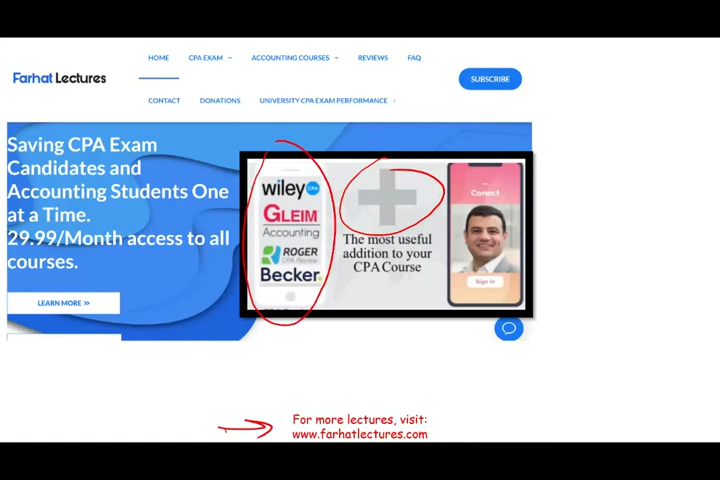 HOME
CPA EXAM
ACCOUNTING COURSES
REVIEWS
FAQ
Farhat Lectures
SUBSCRIBE
CONTACT
DONATIONS
UNIVERSITY CPA EXAM PERFORMANCE
Saving CPA Exam
Candidates and
Accounting Students One
at a Time.
29.99/Month access to all
courses.
LEARN MORE »
wiley CPA
GLEIM
Accounting
ROGER
CPA Review
Becker.
The most useful
addition to your
CPA Course
Conect
Sign In
For more lectures, visit:
www.farhatlectures.com